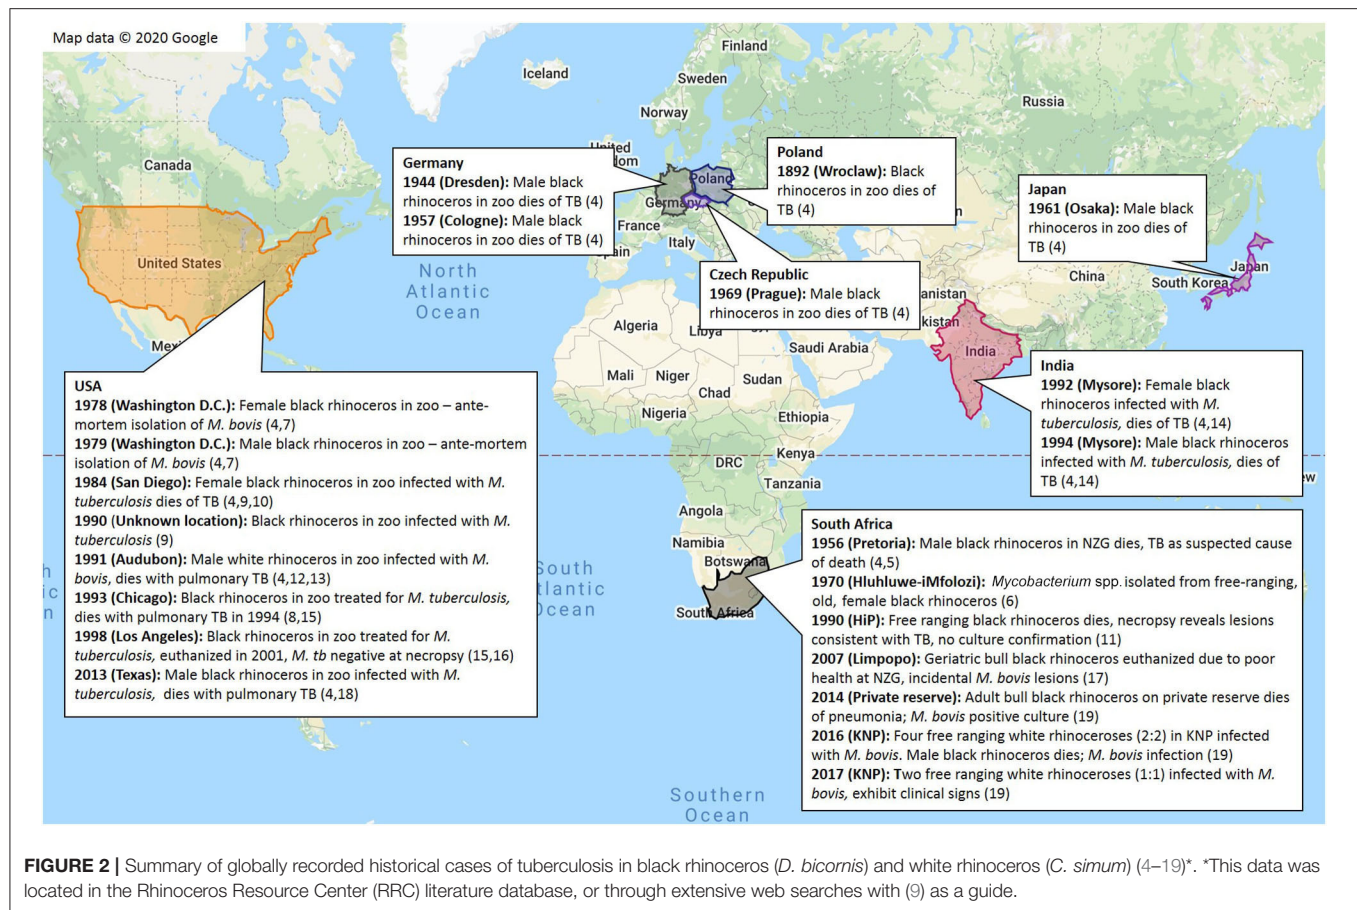 Map data © 2020 Google
Finland
Iceland
Sweden
Russia
Norway
Canada
United
Germany
1944 (Dresden): Male black
rhinoceros in zoo dies of TB (4)
1957 (Cologne): Male black
rhinoceros in zoo dies of TB (4)
Poland
1892 (Wroclaw): Black
rhinoceros in zoo dies of
TB (4)
Poland
Germany
Japan
1961 (Osaka): Male black
rhinoceros in zoo dies of
TB (4)
France
Italy
Spain
United States
North
Atlantic
Ocean
Czech Republic
1969 (Prague): Male black
rhinoceros in zoo dies of TB (4)
China
Japan
South Korea
Algeria
Libya
Saudi Arabia
India
Mali
Niger
Chad
Sudan
Nigeria
Ethiopia
Kenya
DRC
Tanzania
Angola
Namibia
Botswana
South Africa
India
1992 (Mysore): Female black
rhinoceros infected with M.
tuberculosis, dies of TB (4,14)
1994 (Mysore): Male black rhinoceros
infected with M. tuberculosis, dies of
TB (4,14)
USA
1978 (Washington D.C.): Female black rhinoceros in zoo – ante-
mortem isolation of M. bovis (4,7)
1979 (Washington D.C.): Male black rhinoceros in zoo – ante-mortem
isolation of M. bovis (4,7)
1984 (San Diego): Female black rhinoceros in zoo infected with M.
tuberculosis dies of TB (4,9,10)
1990 (Unknown location): Black rhinoceros in zoo infected with M.
tuberculosis (9)
1991 (Audubon): Male white rhinoceros in zoo infected with M.
bovis, dies with pulmonary TB (4,12,13)
1993 (Chicago): Black rhinoceros in zoo treated for M. tuberculosis,
dies with pulmonary TB in 1994 (8,15)
1998 (Los Angeles): Black rhinoceros in zoo treated for M.
tuberculosis, euthanized in 2001, M. tb negative at necropsy (15,16)
2013 (Texas): Male black rhinoceros in zoo infected with M.
tuberculosis, dies with pulmonary TB (4,18)
South
Atlantic
Ocean
South Africa
1956 (Pretoria): Male black rhinoceros in NZG dies, TB as suspected cause
of death (4,5)
1970 (Hluhluwe-iMfolozi): Mycobacterium spp. isolated from free-ranging,
old, female black rhinoceros (6)
1990 (HiP): Free ranging black rhinoceros dies, necropsy reveals lesions
consistent with TB, no culture confirmation (11)
2007 (Limpopo): Geriatric bull black rhinoceros euthanized due to poor
health at NZG, incidental M. bovis lesions (17)
2014 (Private reserve): Adult bull black rhinoceros on private reserve dies
of pneumonia; M. bovis positive culture (19)
2016 (KNP): Four free ranging white rhinoceroses (2:2) in KNP infected
with M. bovis. Male black rhinoceros dies; M. bovis infection (19)
2017 (KNP): Two free ranging white rhinoceroses (1:1) infected with M.
bovis, exhibit clinical signs (19)
Southern
Ocean
FIGURE 2 | Summary of globally recorded historical cases of tuberculosis in black rhinoceros (D. bicornis) and white rhinoceros (C. simum) (4–19)*. *This data was
located in the Rhinoceros Resource Center (RRC) literature database, or through extensive web searches with (9) as a guide.